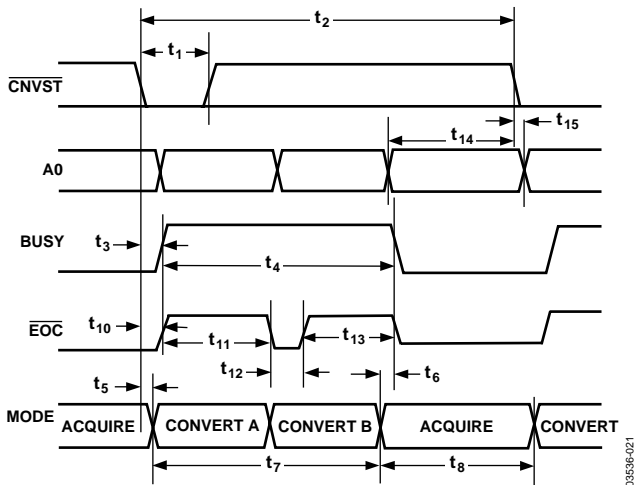 t2
t1
CNVST
t14
t15
A0
BUSY
t3
t4
EOC
t10
t11
t13
t12
t5
t6
MODE
ACQUIRE
CONVERT A
CONVERT B
ACQUIRE
CONVERT
t7
t8
03536-021